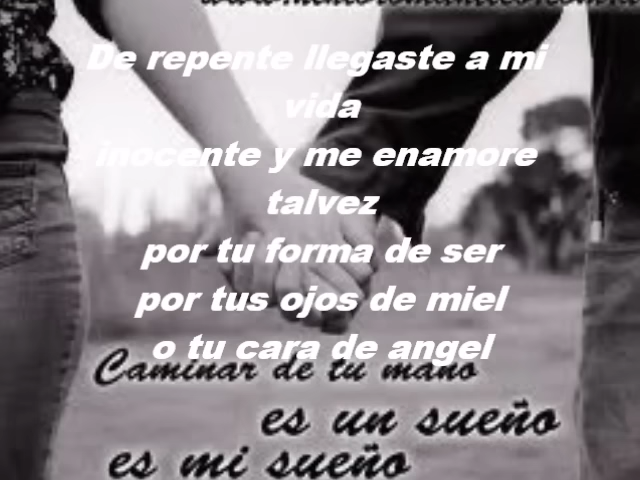 De repente llegaste a mi
vida
inocente y me enamore
talvez
por tu forma de ser
por tus ojos de miel
o tu cara de angel
Caminar de tu mano
es un sueño
es mi sueño